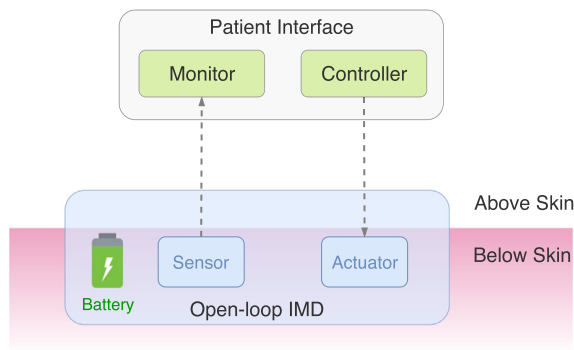 Patient Interface
Monitor
Controller
Above Skin
Below Skin
Sensor
Actuator
Battery
Open-loop IMD